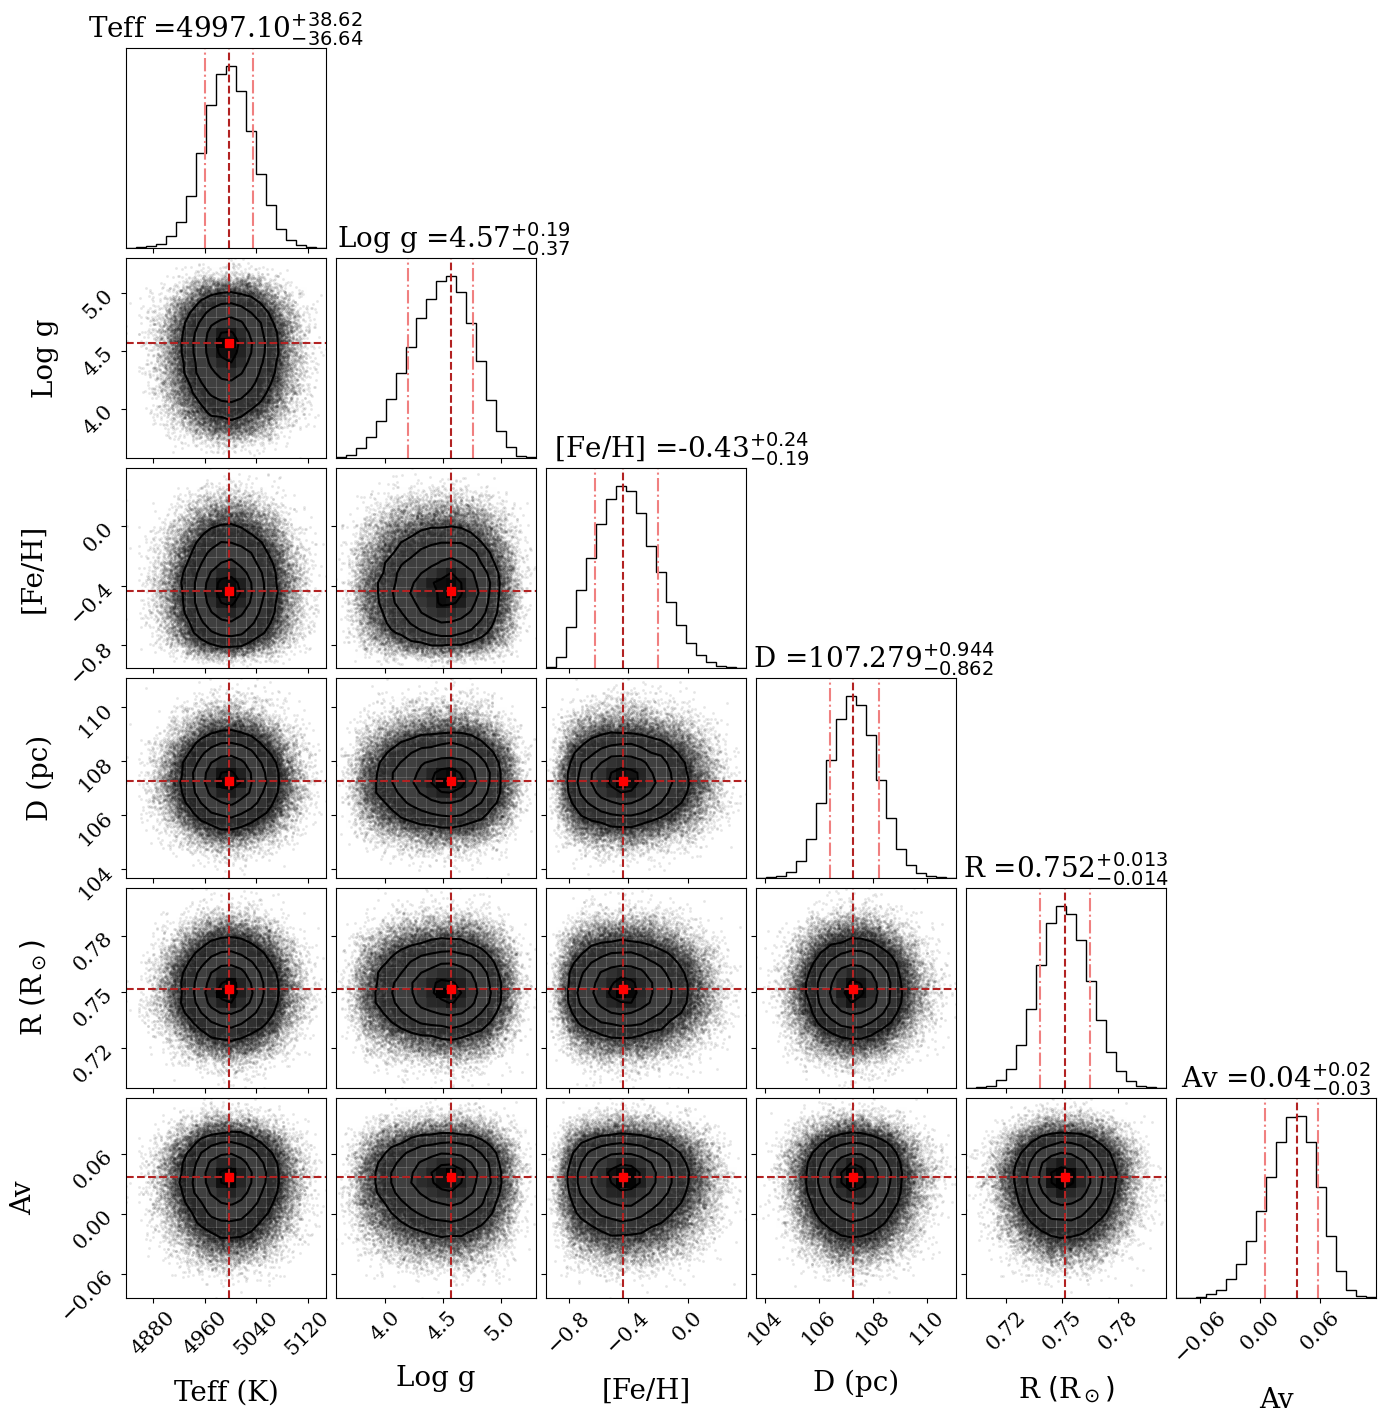 Teff =4997.10+38.62−36.64
Log g =4.57+0.19−0.37
5.0
4.5
4.0
Log g
[Fe/H] =-0.43+0.24−0.19
0.0
−0.4
−0.8
[Fe/H]
D =107.279+0.944−0.862
110
108
106
104
D (pc)
R =0.752+0.013−0.014
0.78
0.75
0.72
R (R⊙)
Av =0.04+0.02−0.03
0.06
0.00
−0.06
Av
4880 4960 5040 5120
4.0 4.5 5.0
−0.8 −0.4 0.0
104 106 108 110
0.72 0.75 0.78
−0.06 0.00 0.06
Teff (K) Log g [Fe/H] D (pc) R (R⊙) Av